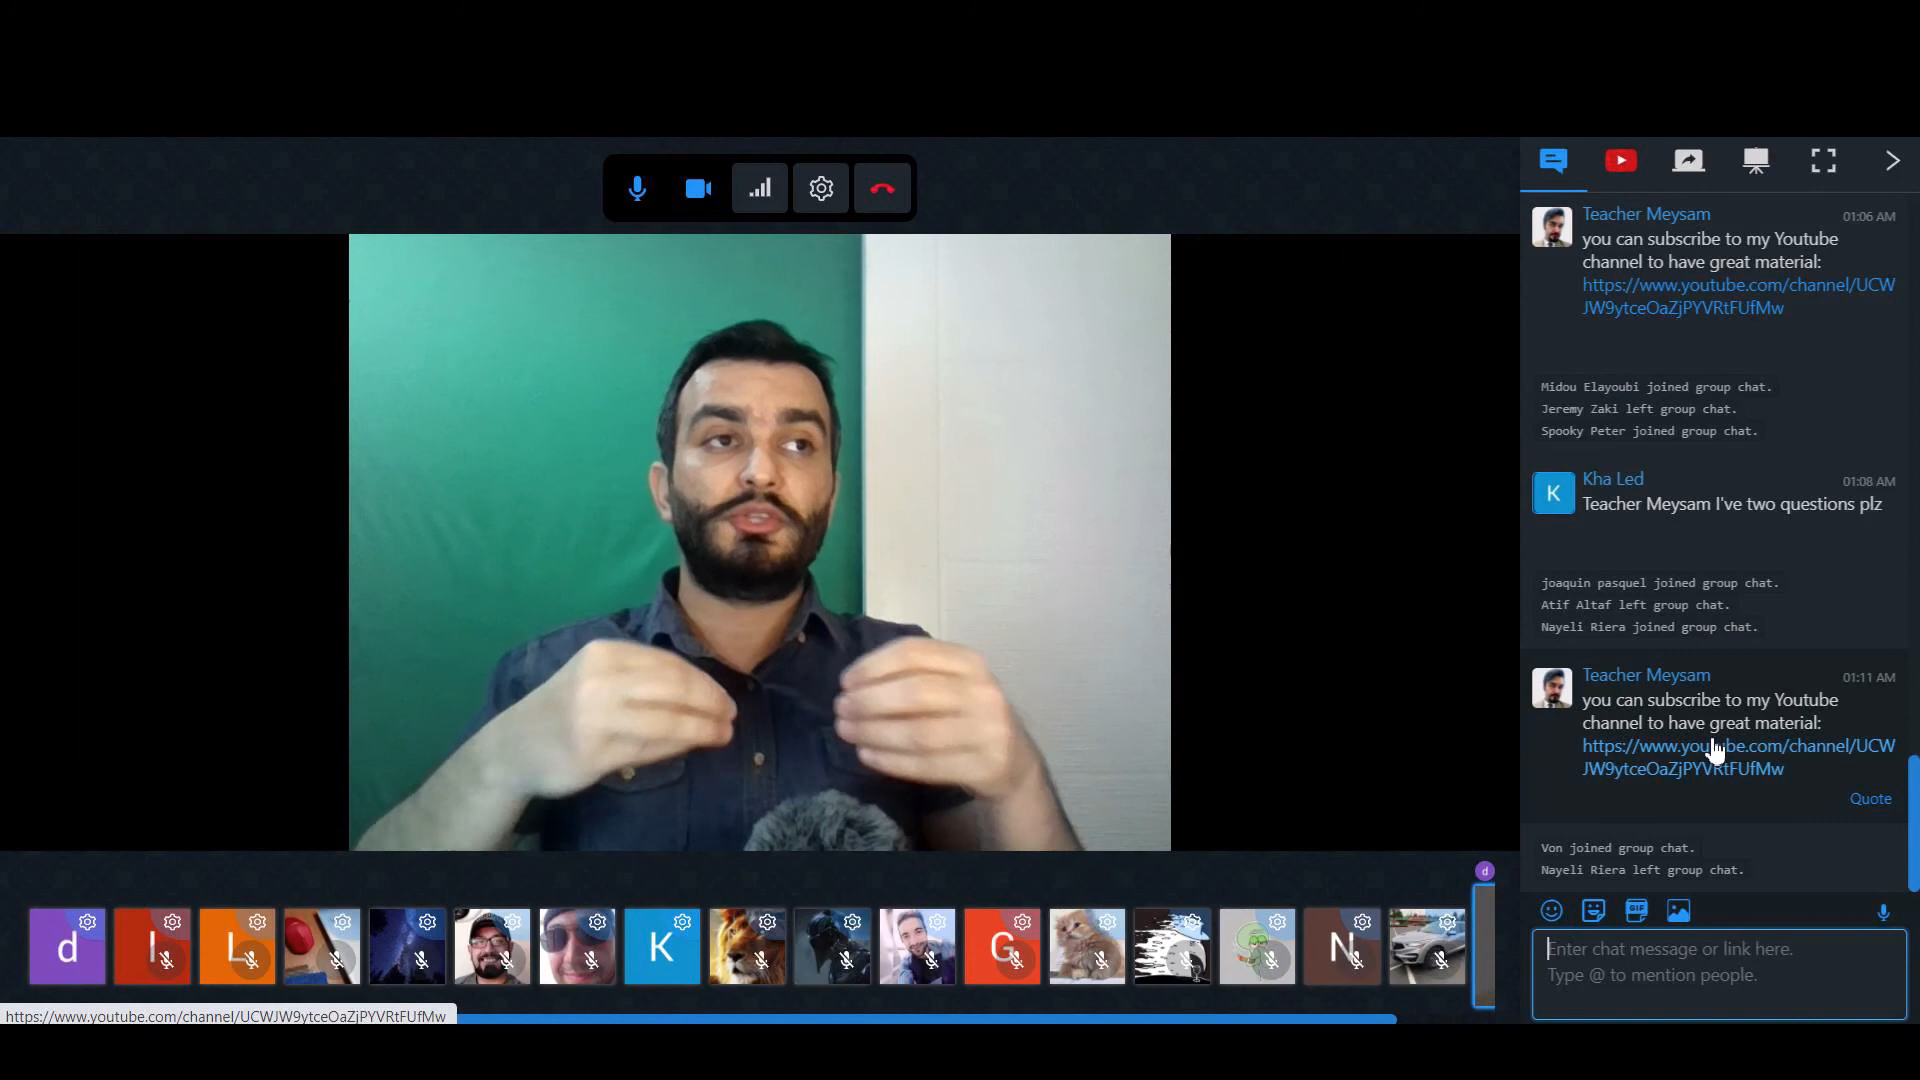 Teacher Meysam
01:06 AM
you can subscribe to my Youtube
channel to have great material:
https://www.youtube.com/channel/UCW
JW9ytceOaZjPYVRtFUfMw
Midou Elayoubi joined group chat.
Jeremy Zaki left group chat.
Spooky Peter joined group chat.
K
Kha Led
01:08 AM
Teacher Meysam I've two questions plz
joaquin pasquel joined group chat.
Atif Altaf left group chat.
Nayeli Riera joined group chat.
Teacher Meysam
01:11 AM
you can subscribe to my Youtube
channel to have great material:
https://www.youtube.com/channel/UCW
JW9ytceOaZjPYVRtFUfMw
Quote
Von joined group chat.
Nayeli Riera left group chat.
GIF
Enter chat message or link here.
Type @ to mention people.
d
d
I
L
K
G
N
https://www.youtube.com/channel/UCWJW9ytceOaZjPYVRtFUfMw